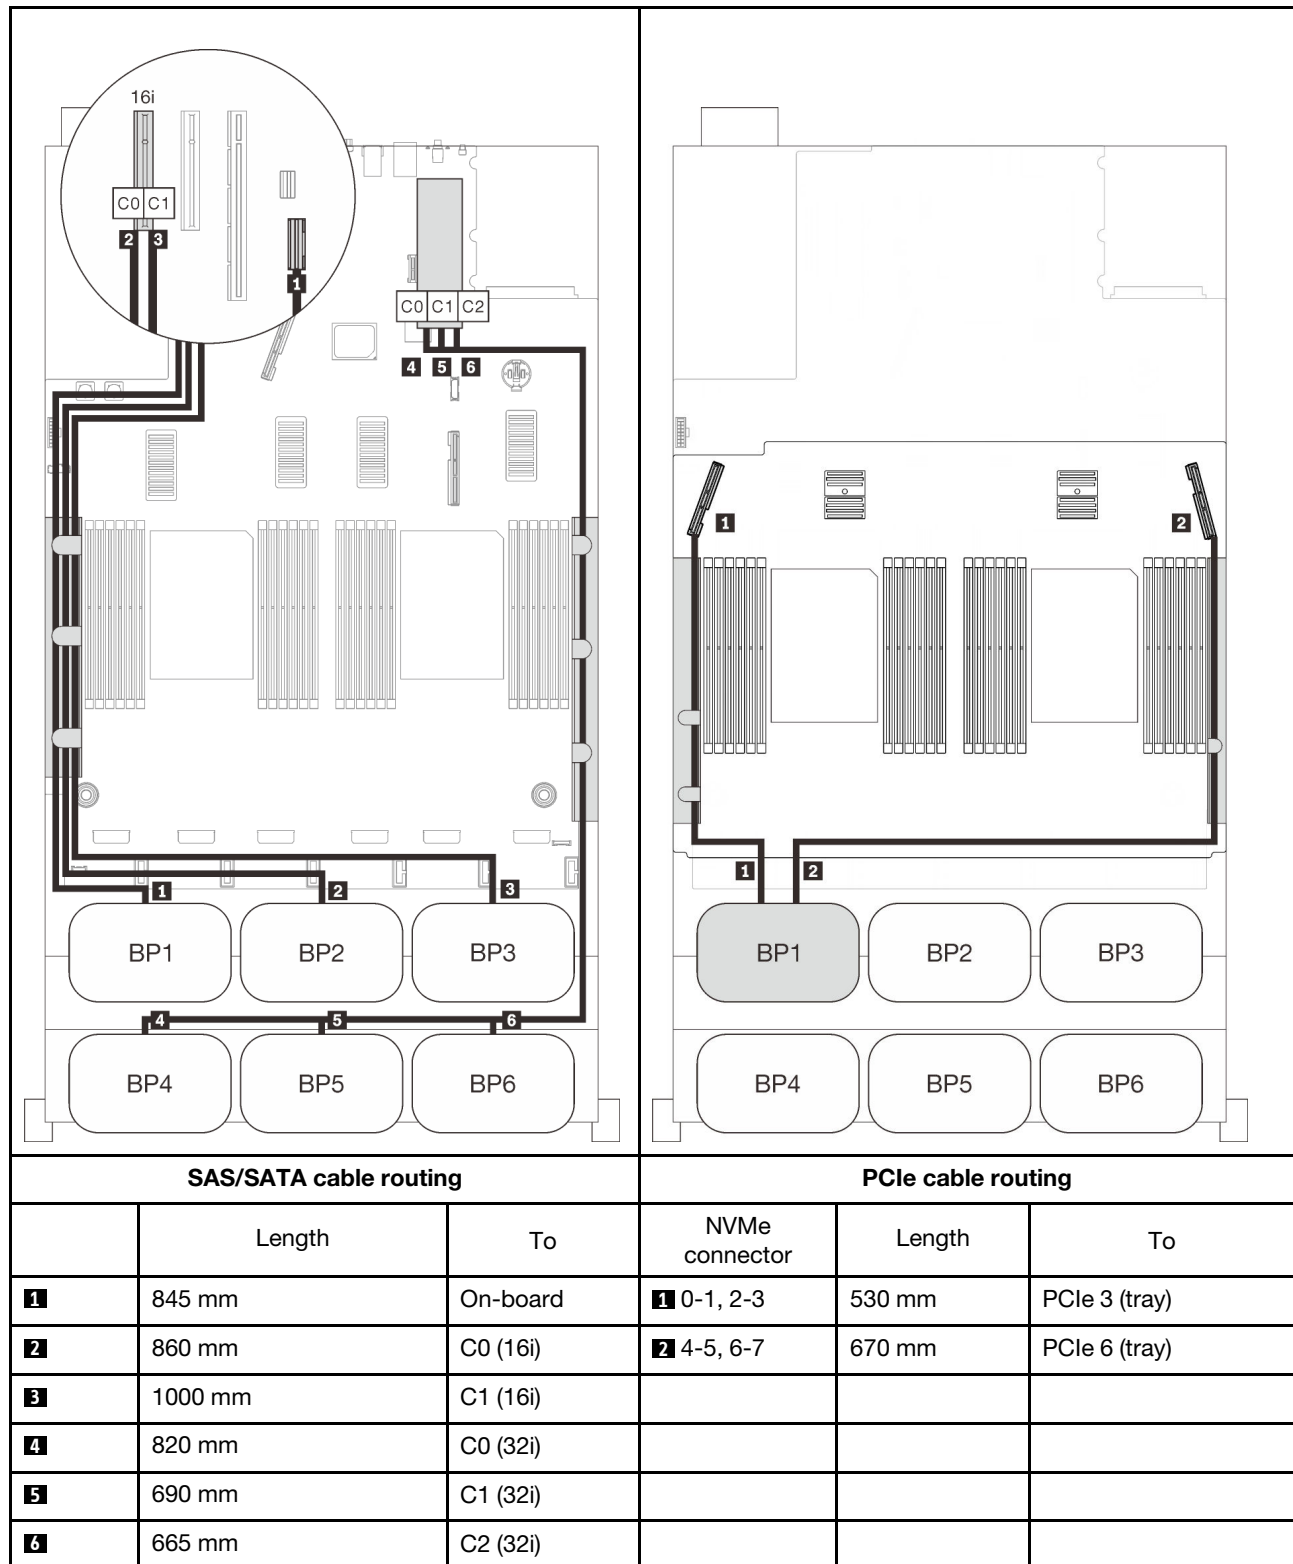 16i
C0 C1
2 3
1
C0 C1 C2
4 5 6
1 2 3
BP1 BP2 BP3
4 5 6
BP4 BP5 BP6
1 2
1 2
BP1 BP2 BP3
BP4 BP5 BP6
SAS/SATA cable routing PCIe cable routing
Length To NVMe connector Length To
1 845 mm On-board 1 0-1, 2-3 530 mm PCIe 3 (tray)
2 860 mm C0 (16i) 2 4-5, 6-7 670 mm PCIe 6 (tray)
3 1000 mm C1 (16i)
4 820 mm C0 (32i)
5 690 mm C1 (32i)
6 665 mm C2 (32i)